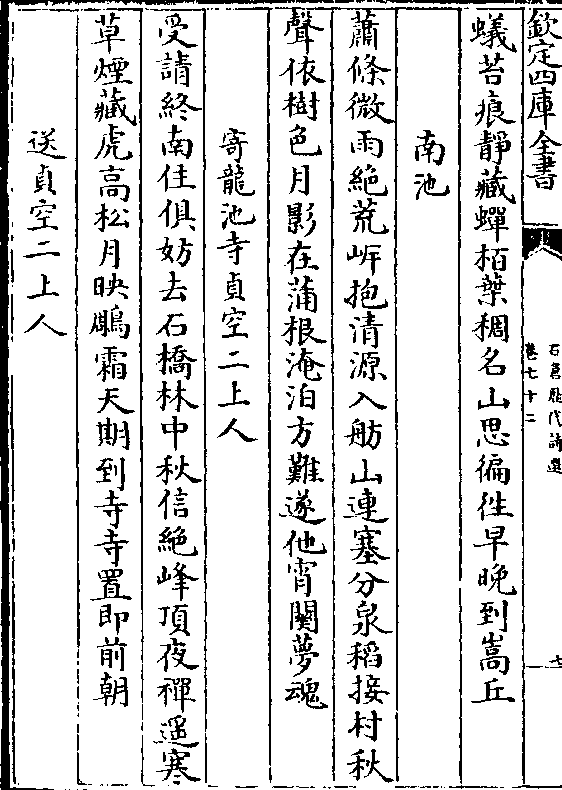 欽定四庫全書
石倉歷代詩選
卷七十二
七
蟻苔痕靜藏蟬栢葉稠名山思徧徃早晚到嵩丘
南池
蕭條微雨絶荒岍抱清源入舫山連塞分泉稻接村秋
聲依樹色月影在蒲根淹泊方難遂他宵關夢魂
寄龍池寺貞空二上人
受請終南住俱妨去石橋林中秋信絶峰頂夜禪遥寒
草煙藏虎高松月映鵰霜天期到寺寺置即前朝
送貞空二上人